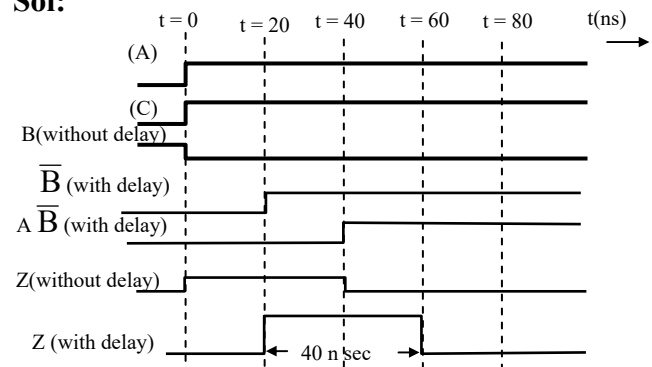 Sol:
t = 0 t = 20 t = 40 t = 60 t = 80 t(ns)
(A)
(C)
B(without delay)
B̅ (with delay)
A B̅ (with delay)
Z(without delay)
Z (with delay)
40 n sec